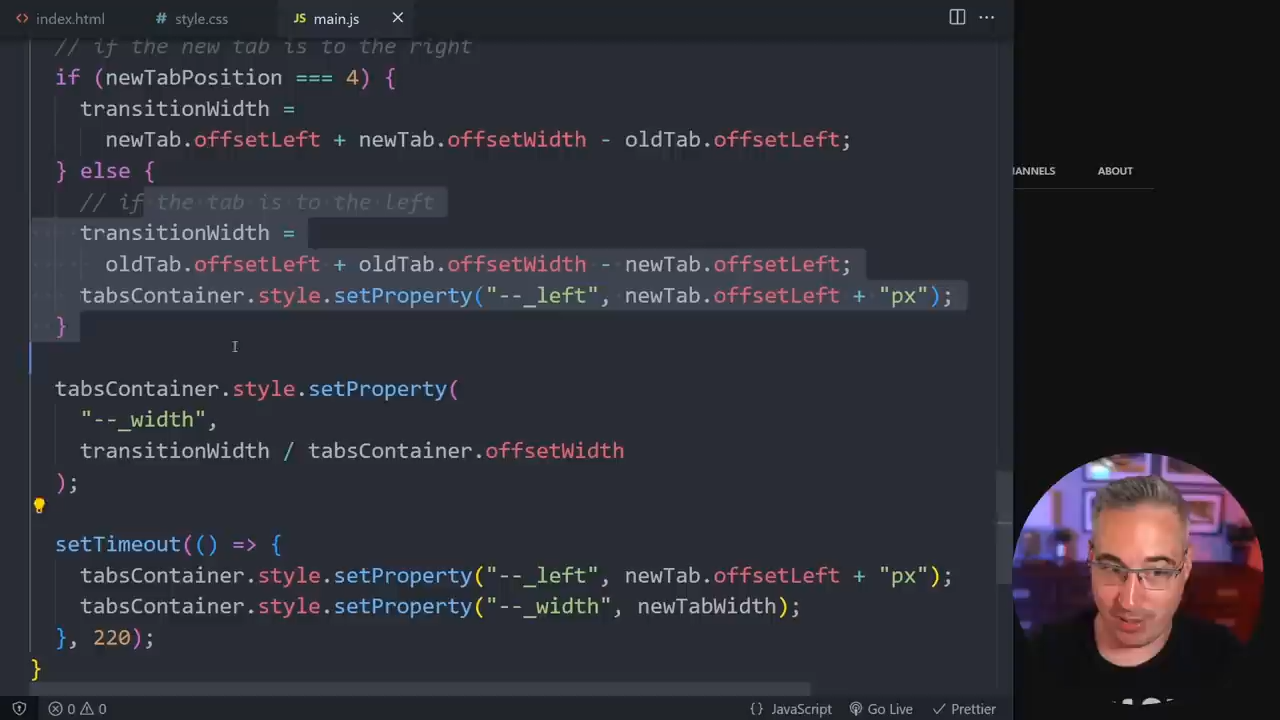 index.html
# style.css
JS main.js
// if the new tab is to the right
if (newTabPosition === 4) {
transitionWidth =
newTab.offsetLeft + newTab.offsetWidth - oldTab.offsetLeft;
} else {
// if the tab is to the left
transitionWidth =
oldTab.offsetLeft + oldTab.offsetWidth - newTab.offsetLeft;
tabsContainer.style.setProperty("--_left", newTab.offsetLeft + "px");
}
tabsContainer.style.setProperty(
"--_width",
transitionWidth / tabsContainer.offsetWidth
);
setTimeout(() => {
tabsContainer.style.setProperty("--_left", newTab.offsetLeft + "px");
tabsContainer.style.setProperty("--_width", newTabWidth);
}, 220);
}
HANNELS ABOUT
0 0
{} JavaScript Go Live Prettier